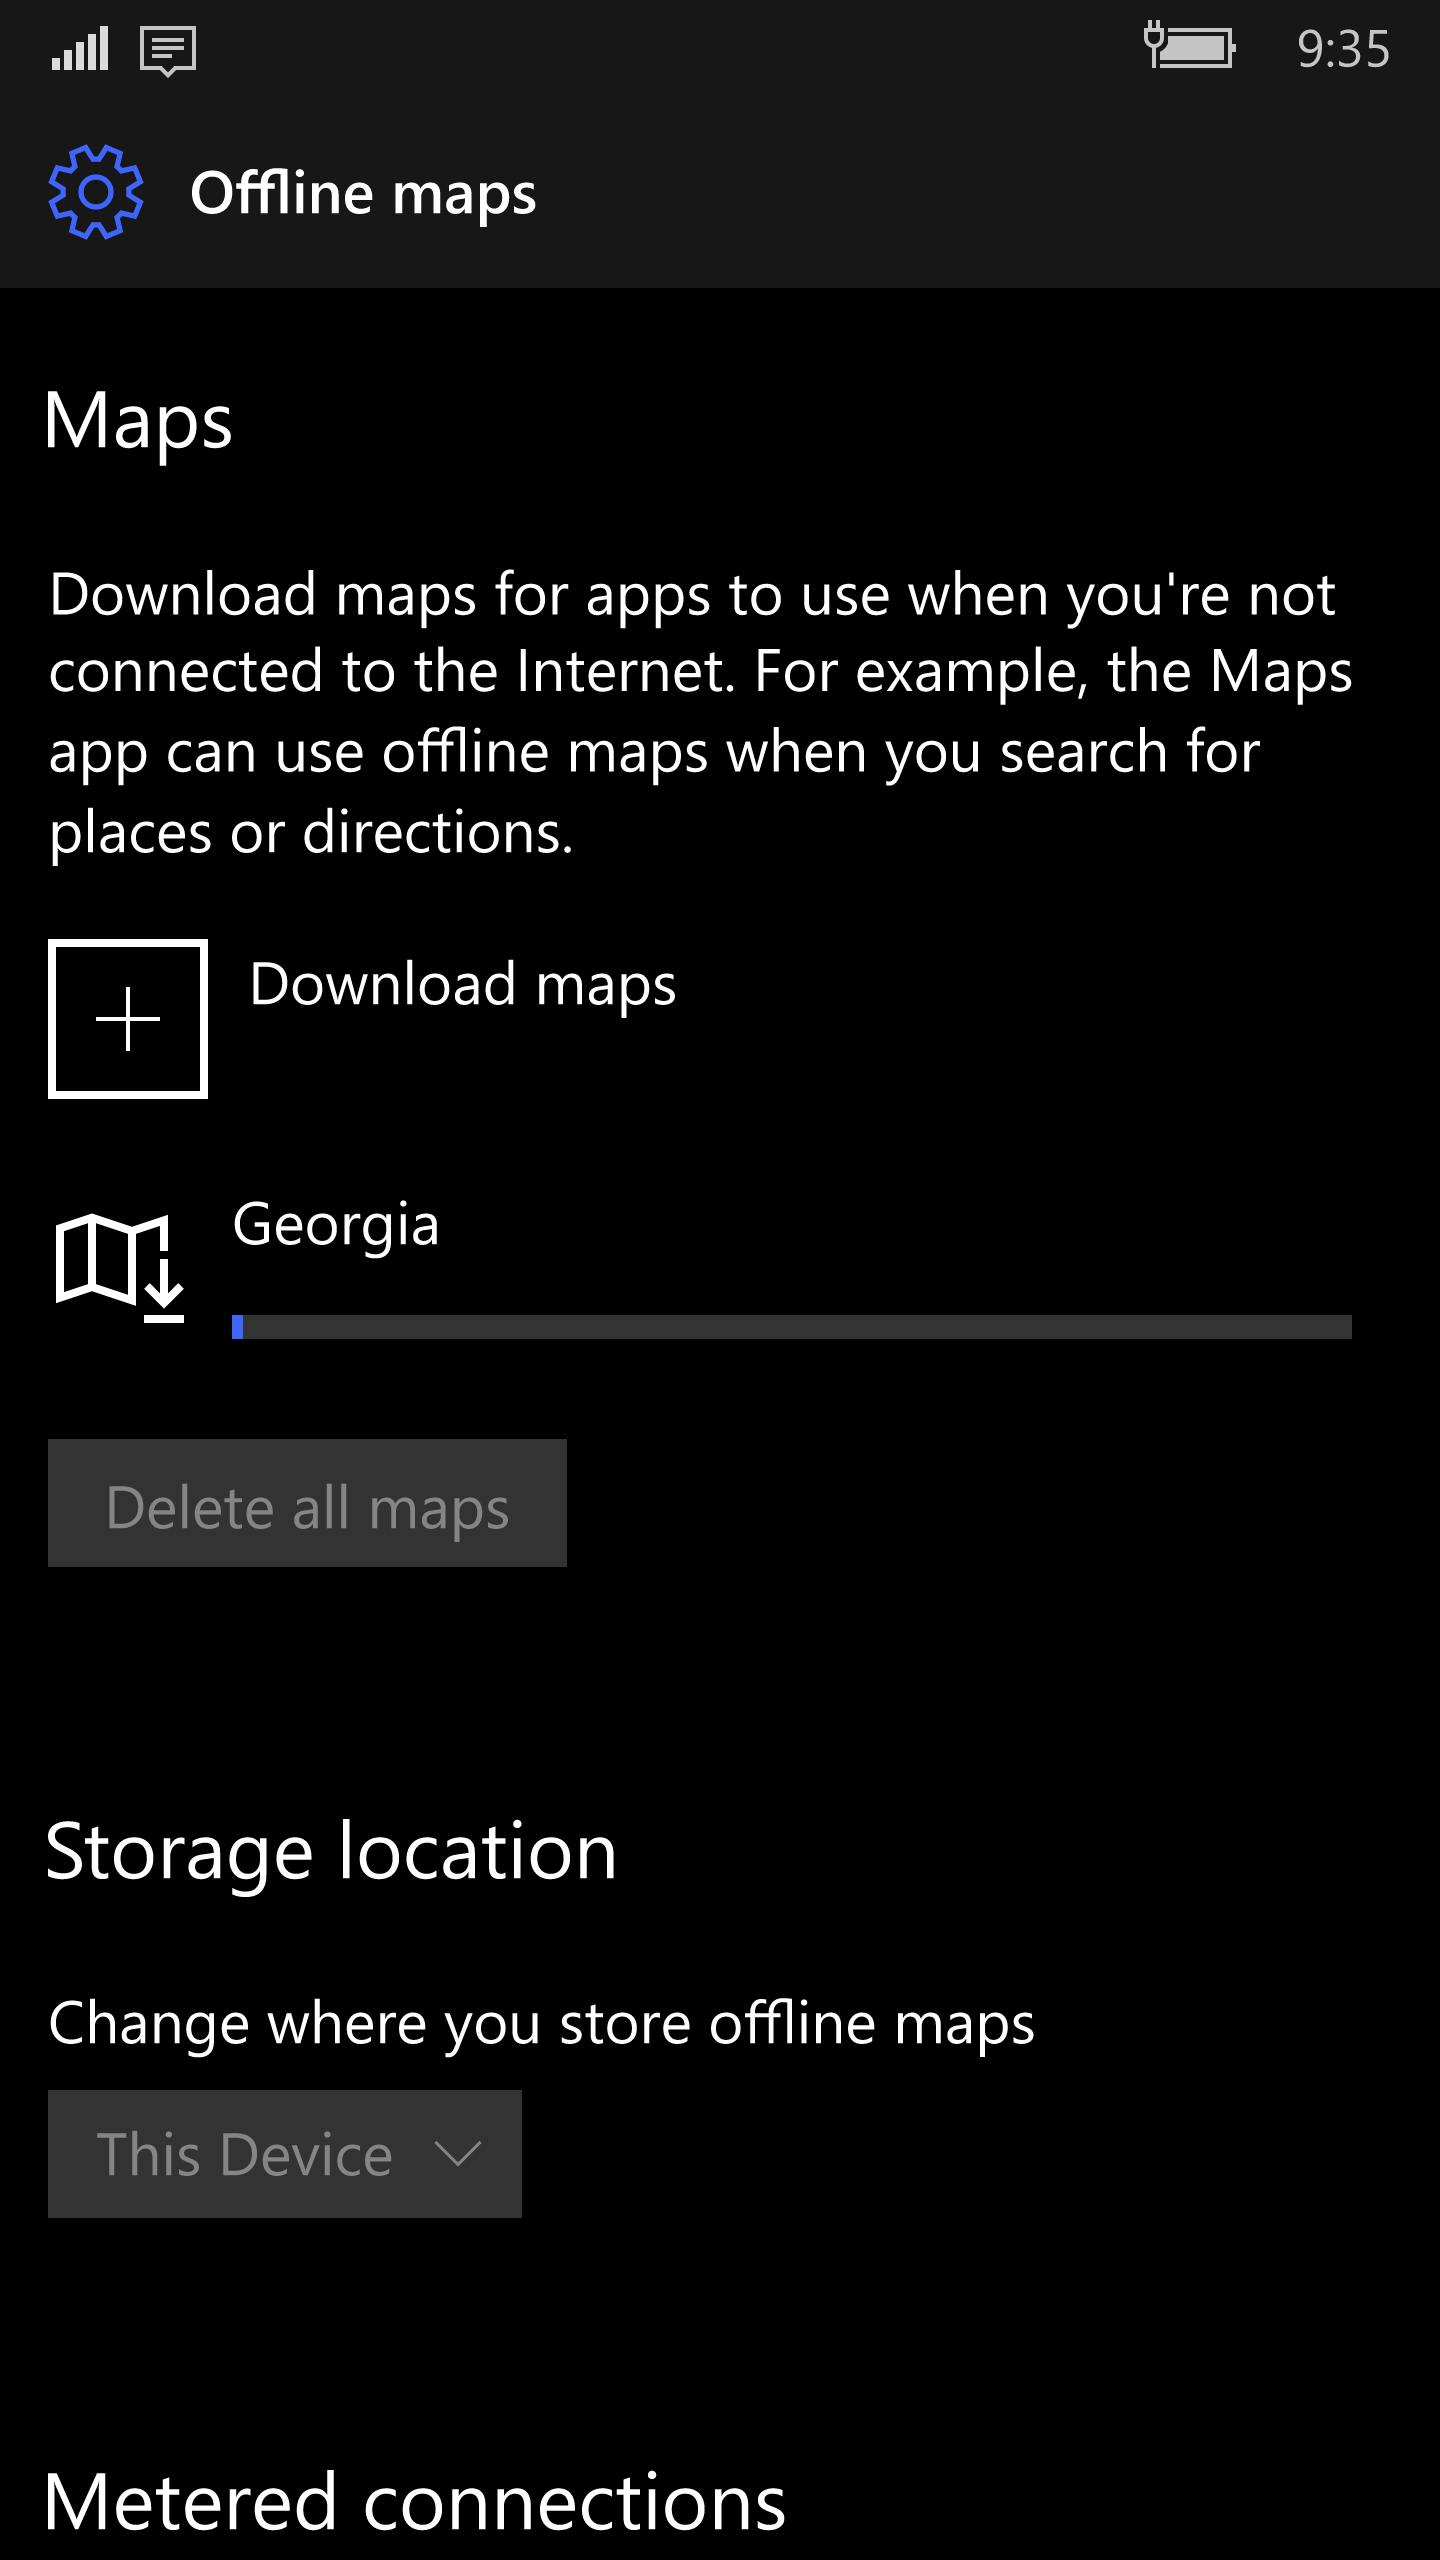 9:35
Offline maps
Maps
Download maps for apps to use when you're not
connected to the Internet. For example, the Maps
app can use offline maps when you search for
places or directions.
Download maps
Georgia
Delete all maps
Storage location
Change where you store offline maps
This Device
Metered connections